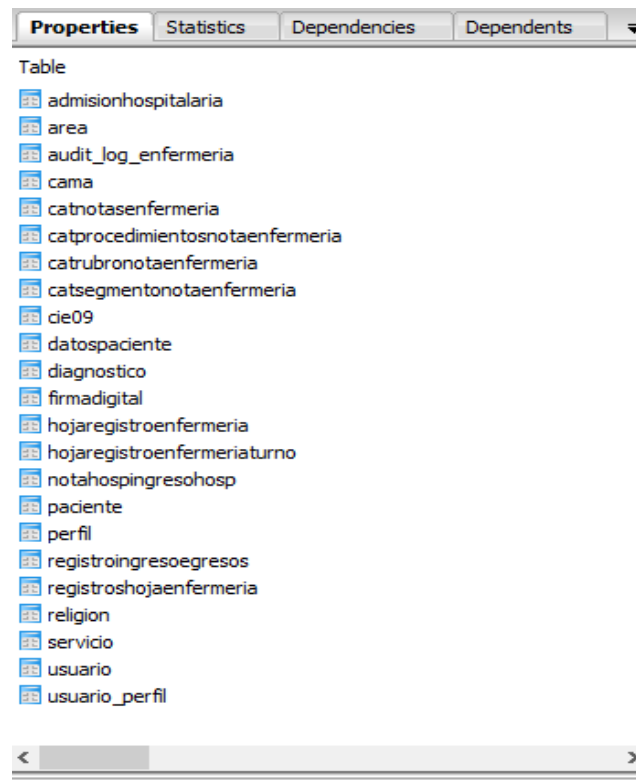 Properties Statistics Dependencies Dependents
Table
admisionhospitalaria
area
audit_log_enfermeria
cama
catnotasenfermeria
catprocedimientosnotaenfermeria
catrubronotaenfermeria
catsegmentonotaenfermeria
cie09
datospaciente
diagnostico
firmadigital
hojaregistroenfermeria
hojaregistroenfermeriaturno
notahospingresohosp
paciente
perfil
registroingresoegresos
registroshojaenfermeria
religion
servicio
usuario
usuario_perfil